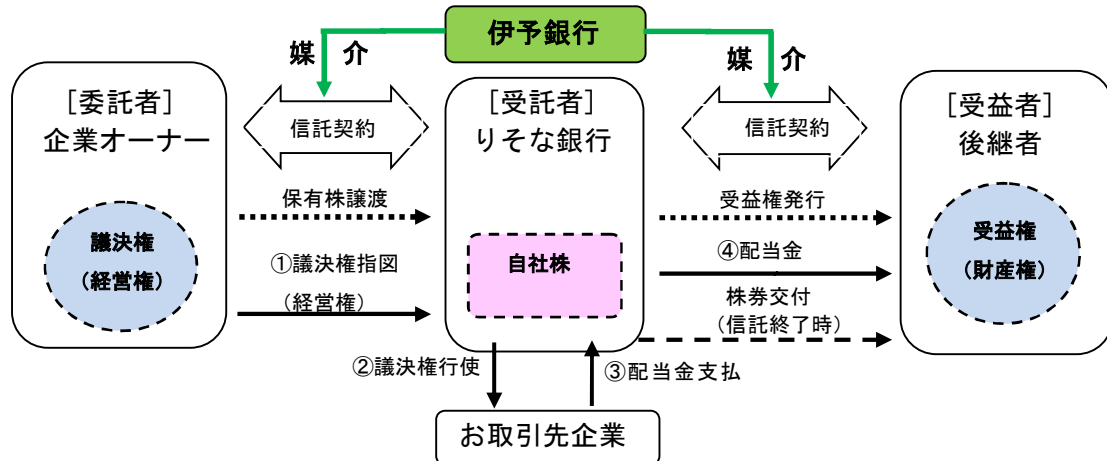 伊予銀行
媒 介
媒 介
［委託者］
企業オーナー
信託契約
［受託者］
りそな銀行
信託契約
［受益者］
後継者
保有株譲渡
受益権発行
議決権
（経営権）
①議決権指図
（経営権）
自社株
④配当金
株券交付
（信託終了時）
受益権
（財産権）
②議決権行使
③配当金支払
お取引先企業